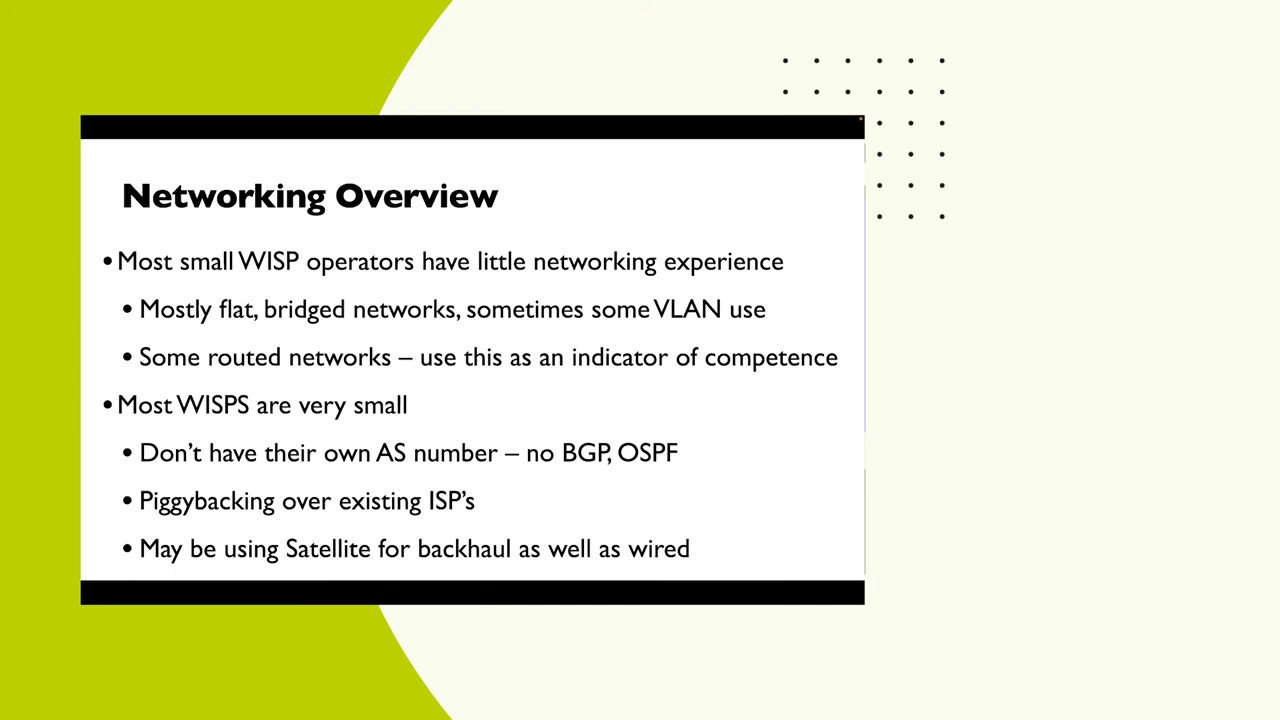 Networking Overview
• Most small WISP operators have little networking experience
• Mostly flat, bridged networks, sometimes some VLAN use
• Some routed networks – use this as an indicator of competence
• Most WISPS are very small
• Don’t have their own AS number – no BGP, OSPF
• Piggybacking over existing ISP’s
• May be using Satellite for backhaul as well as wired